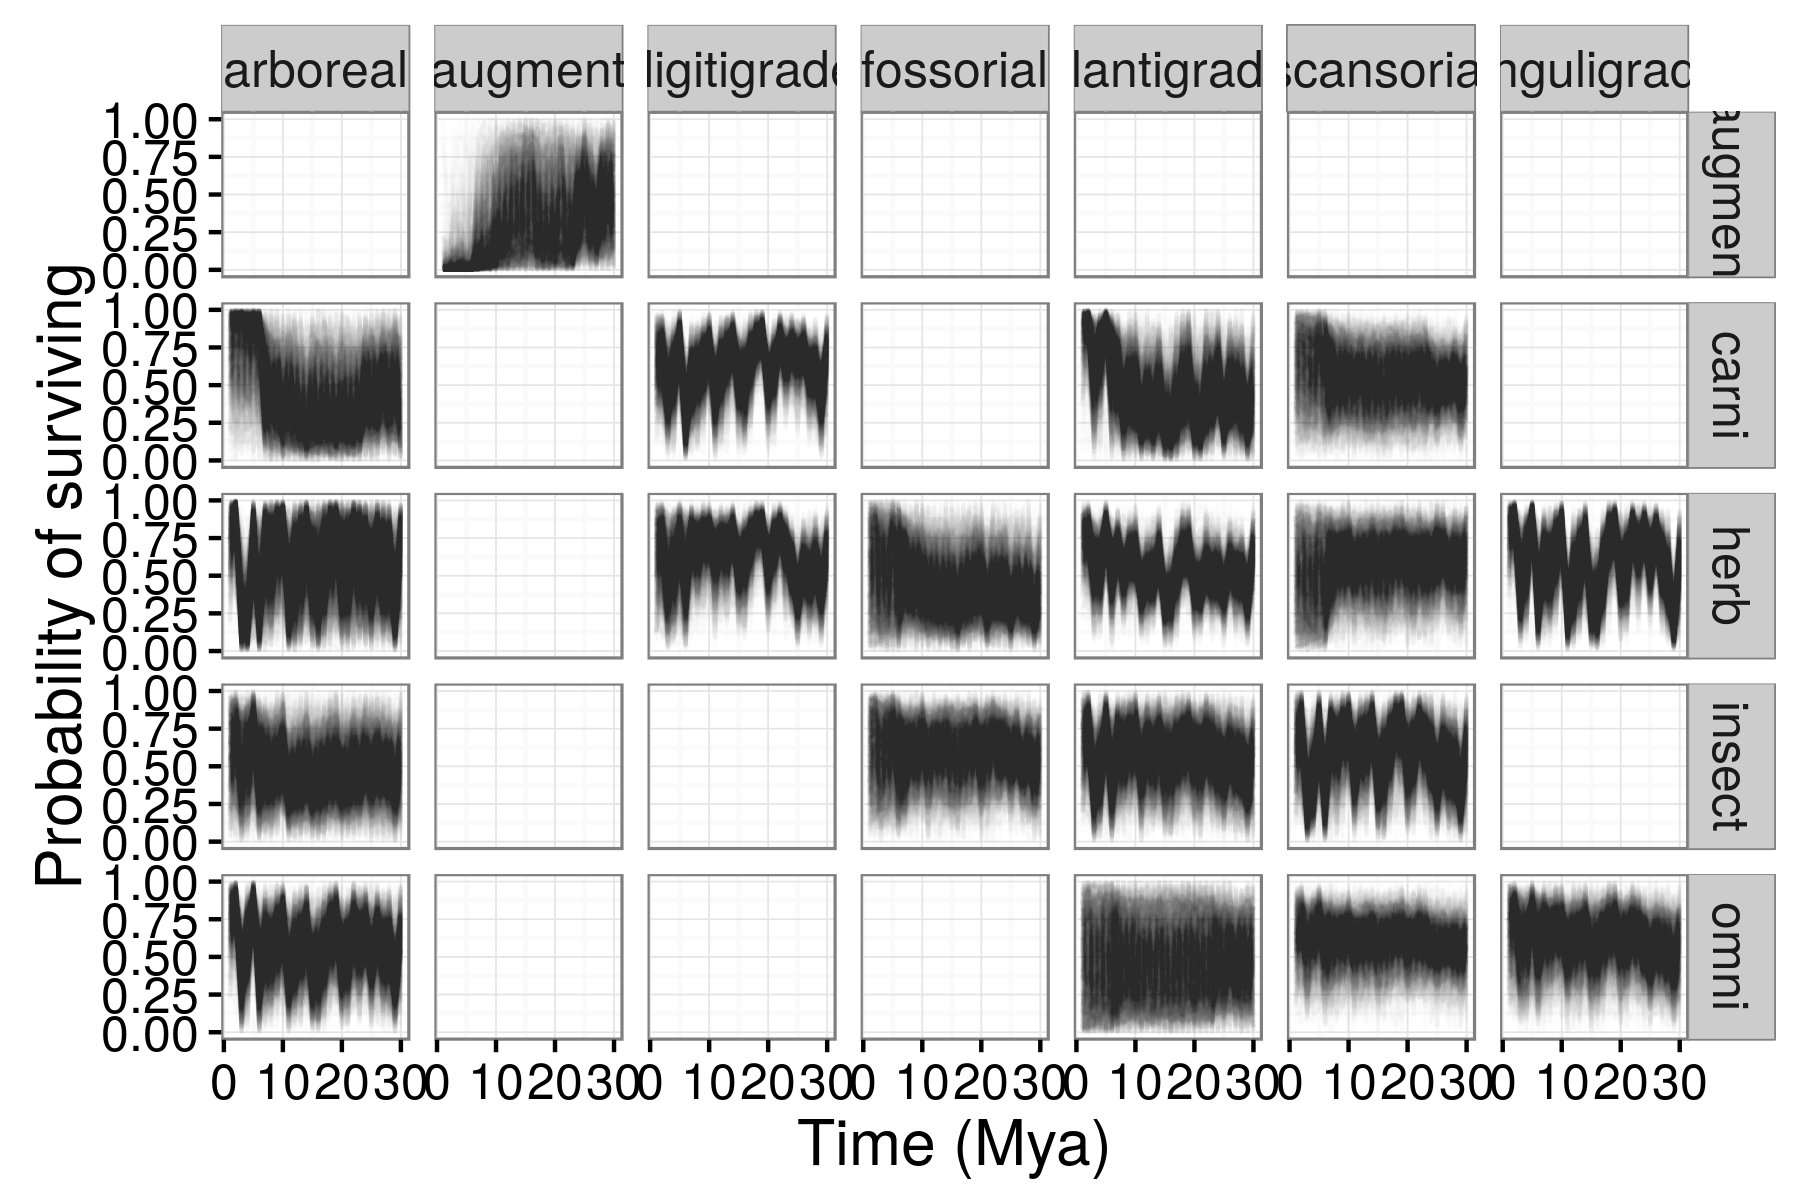 arboreal augment ligitigrade fossorial lantigrad scansoria nguligrad
1.00
0.75
0.50
0.25
0.00
augmen
1.00
0.75
0.50
0.25
0.00
carni
1.00
0.75
0.50
0.25
0.00
herb
1.00
0.75
0.50
0.25
0.00
insect
1.00
0.75
0.50
0.25
0.00
omni
Probability of surviving
0 10 20 30 0 10 20 30 0 10 20 30 0 10 20 30 0 10 20 30 0 10 20 30 0 10 20 30
Time (Mya)